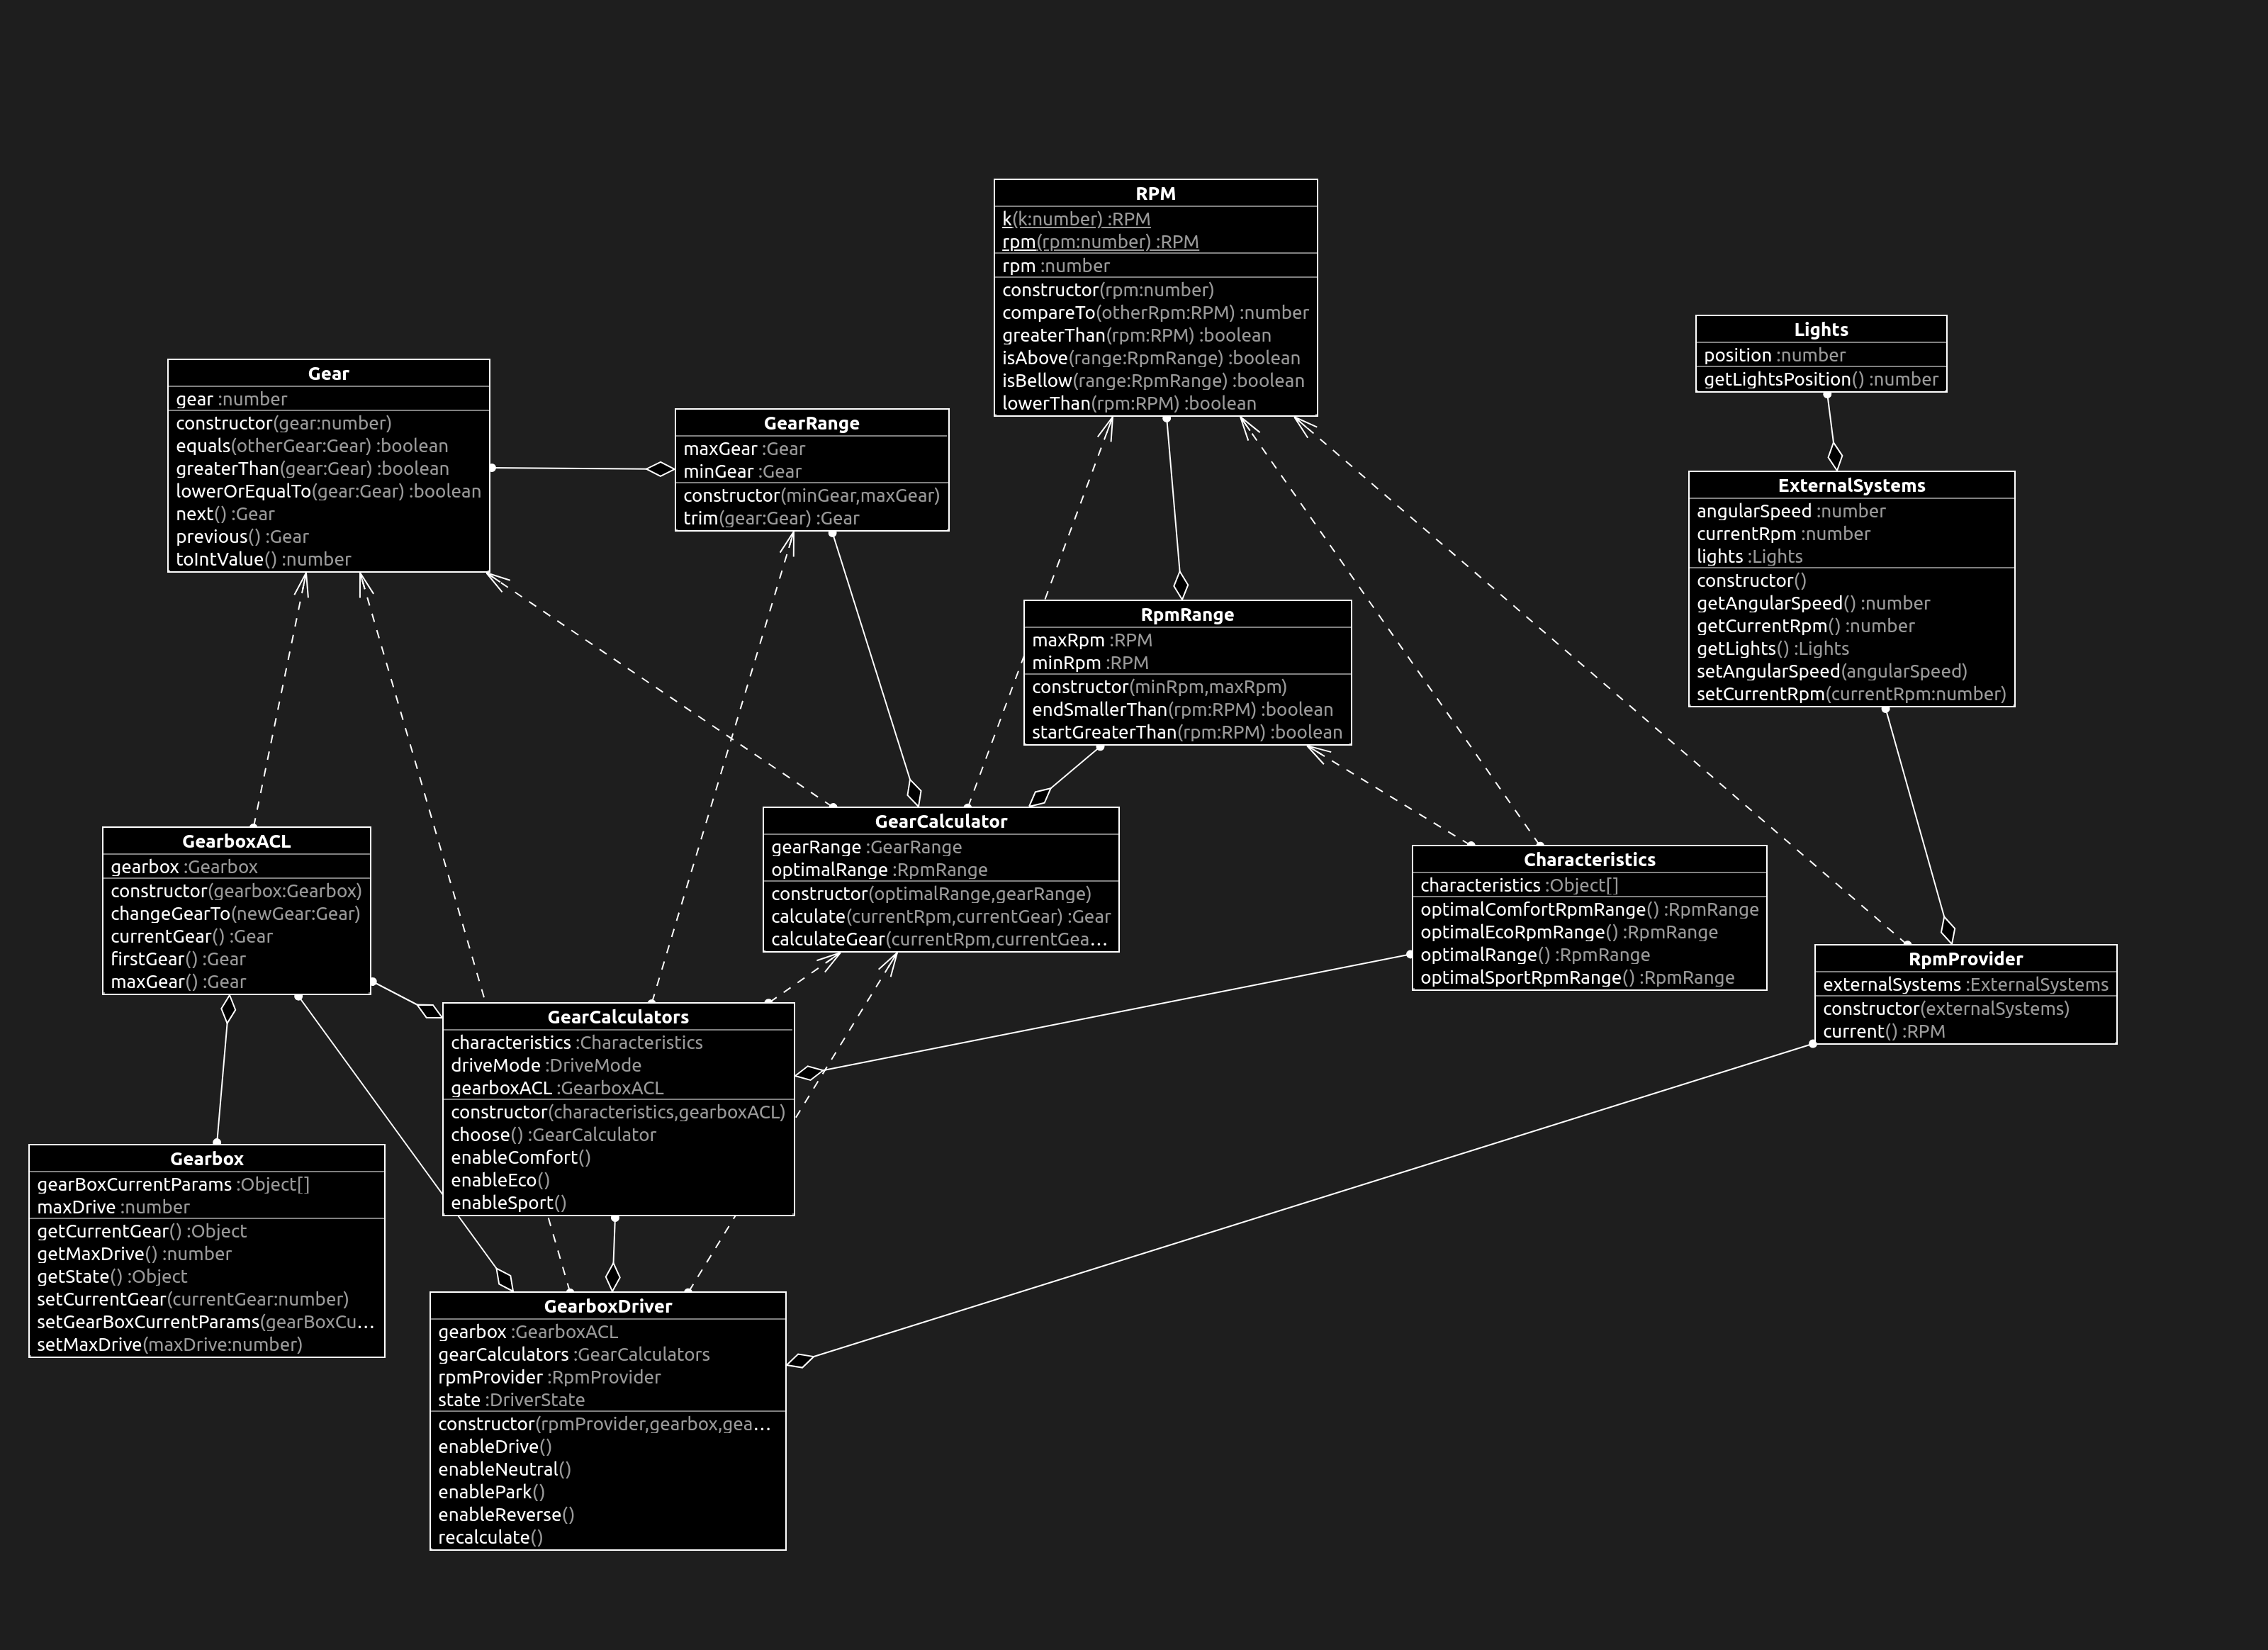 RPM
k(k:number) :RPM
rpm(rpm:number) :RPM
rpm :number
constructor(rpm:number)
compareTo(otherRpm:RPM) :number
greaterThan(rpm:RPM) :boolean
isAbove(range:RpmRange) :boolean
isBellow(range:RpmRange) :boolean
lowerThan(rpm:RPM) :boolean
Lights
position :number
getLightsPosition() :number
Gear
gear :number
constructor(gear:number)
equals(otherGear:Gear) :boolean
greaterThan(gear:Gear) :boolean
lowerOrEqualTo(gear:Gear) :boolean
next() :Gear
previous() :Gear
toIntValue() :number
GearRange
maxGear :Gear
minGear :Gear
constructor(minGear,maxGear)
trim(gear:Gear) :Gear
ExternalSystems
angularSpeed :number
currentRpm :number
lights :Lights
constructor()
getAngularSpeed() :number
getCurrentRpm() :number
getLights() :Lights
setAngularSpeed(angularSpeed)
setCurrentRpm(currentRpm:number)
RpmRange
maxRpm :RPM
minRpm :RPM
constructor(minRpm,maxRpm)
endSmallerThan(rpm:RPM) :boolean
startGreaterThan(rpm:RPM) :boolean
GearCalculator
gearRange :GearRange
optimalRange :RpmRange
constructor(optimalRange,gearRange)
calculate(currentRpm,currentGear) :Gear
calculateGear(currentRpm,currentGea...
GearboxACL
gearbox :Gearbox
constructor(gearbox:Gearbox)
changeGearTo(newGear:Gear)
currentGear() :Gear
firstGear() :Gear
maxGear() :Gear
Characteristics
characteristics :Object[]
optimalComfortRpmRange() :RpmRange
optimalEcoRpmRange() :RpmRange
optimalRange() :RpmRange
optimalSportRpmRange() :RpmRange
RpmProvider
externalSystems :ExternalSystems
constructor(externalSystems)
current() :RPM
GearCalculators
characteristics :Characteristics
driveMode :DriveMode
gearboxACL :GearboxACL
constructor(characteristics,gearboxACL)
choose() :GearCalculator
enableComfort()
enableEco()
enableSport()
Gearbox
gearBoxCurrentParams :Object[]
maxDrive :number
getCurrentGear() :Object
getMaxDrive() :number
getState() :Object
setCurrentGear(currentGear:number)
setGearBoxCurrentParams(gearBoxCu...
setMaxDrive(maxDrive:number)
GearboxDriver
gearbox :GearboxACL
gearCalculators :GearCalculators
rpmProvider :RpmProvider
state :DriverState
constructor(rpmProvider,gearbox,gea...
enableDrive()
enableNeutral()
enablePark()
enableReverse()
recalculate()